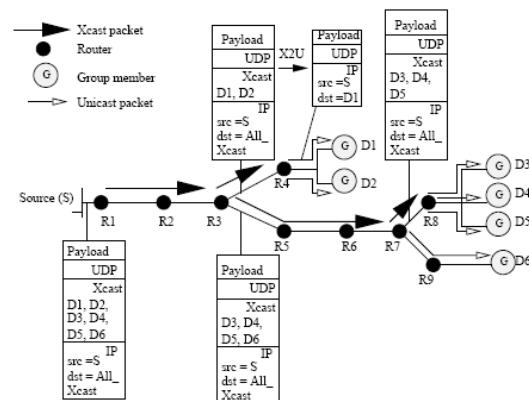 Xcast packet
Router
G
Group member
Unicast packet
Payload
UDP
Xcast
D1, D2
IP
src =S
dst = All_
Xcast
X2U
Payload
UDP
IP
src =S
dst =D1
Payload
UDP
Xcast
D3, D4,
D5
IP
src =S
dst = All_
Xcast
G
D1
G
D2
R4
Source (S)
R1
R2
R3
R5
R6
R7
R8
R9
G
D3
G
D4
G
D5
G
D6
Payload
UDP
Xcast
D1, D2,
D3, D4,
D5, D6
IP
src =S
dst = All_
Xcast
Payload
UDP
Xcast
D3, D4,
D5, D6
IP
src =S
dst = All_
Xcast